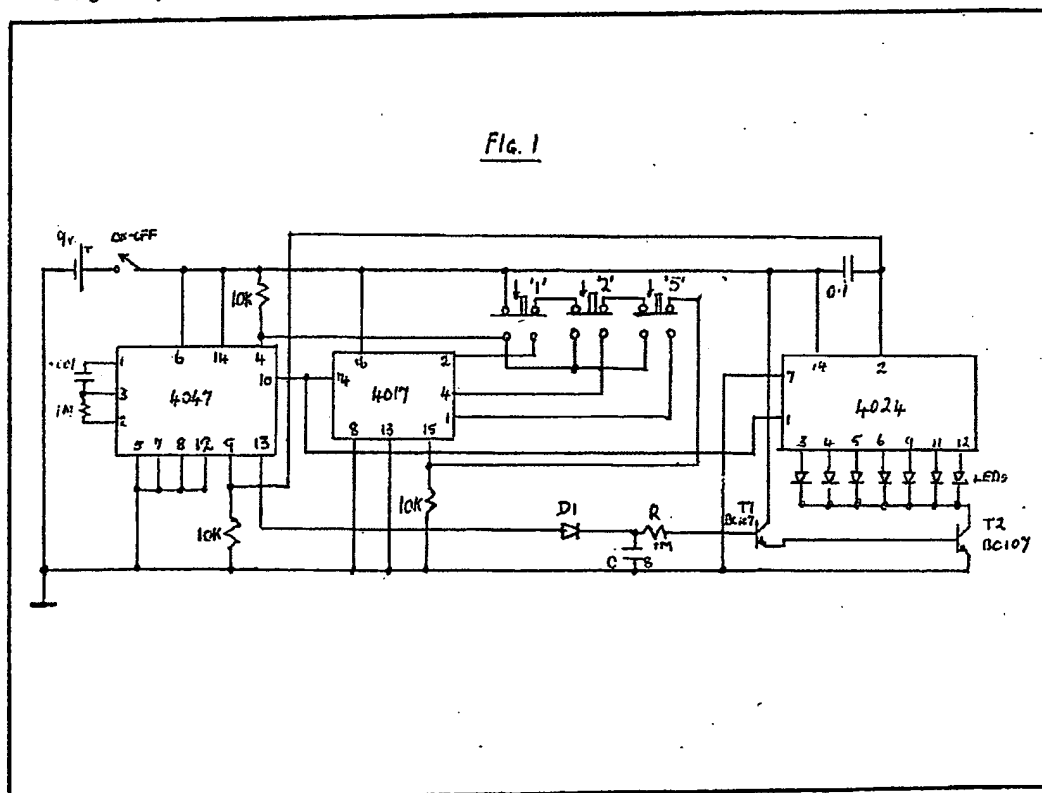 FIG. 1
9v. +
ON-OFF
10K
'1' '2' '5'
0.1
1 3 2
6 14 4
10
4047
5 7 8 12 9 13
14
4017
2 4 1
8 13 15
7 1
14 2
4024
3 4 5 6 9 11 12
LEDs
10K
10K
D1
R
1M
C 8
T1
BC107
T2
BC107